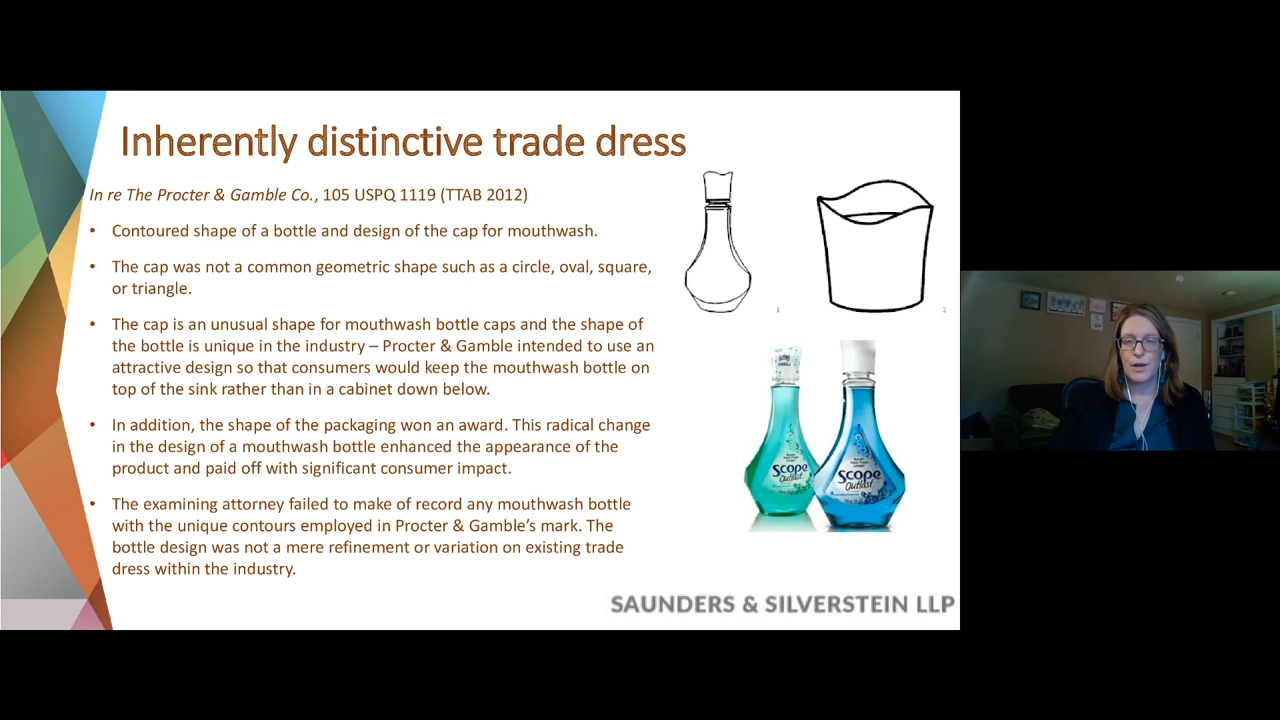 Inherently distinctive trade dress
In re The Procter & Gamble Co., 105 USPQ 1119 (TTAB 2012)
• Contoured shape of a bottle and design of the cap for mouthwash.
• The cap was not a common geometric shape such as a circle, oval, square,
or triangle.
• The cap is an unusual shape for mouthwash bottle caps and the shape of
the bottle is unique in the industry – Procter & Gamble intended to use an
attractive design so that consumers would keep the mouthwash bottle on
top of the sink rather than in a cabinet down below.
• In addition, the shape of the packaging won an award. This radical change
in the design of a mouthwash bottle enhanced the appearance of the
product and paid off with significant consumer impact.
• The examining attorney failed to make of record any mouthwash bottle
with the unique contours employed in Procter & Gamble's mark. The
bottle design was not a mere refinement or variation on existing trade
dress within the industry.
1
2
Scope
Outlast
Scope
Outlast
SAUNDERS & SILVERSTEIN LLP